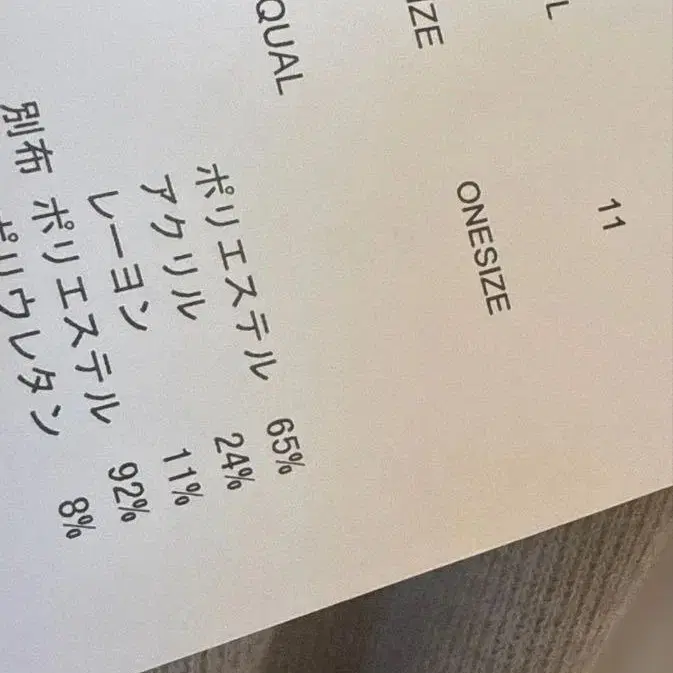 L 11
IZE ONESIZE
QUAL
ポリエステル 65%
アクリル 24%
レーヨン 11%
別布 ポリエステル 92%
ポリウレタン 8%